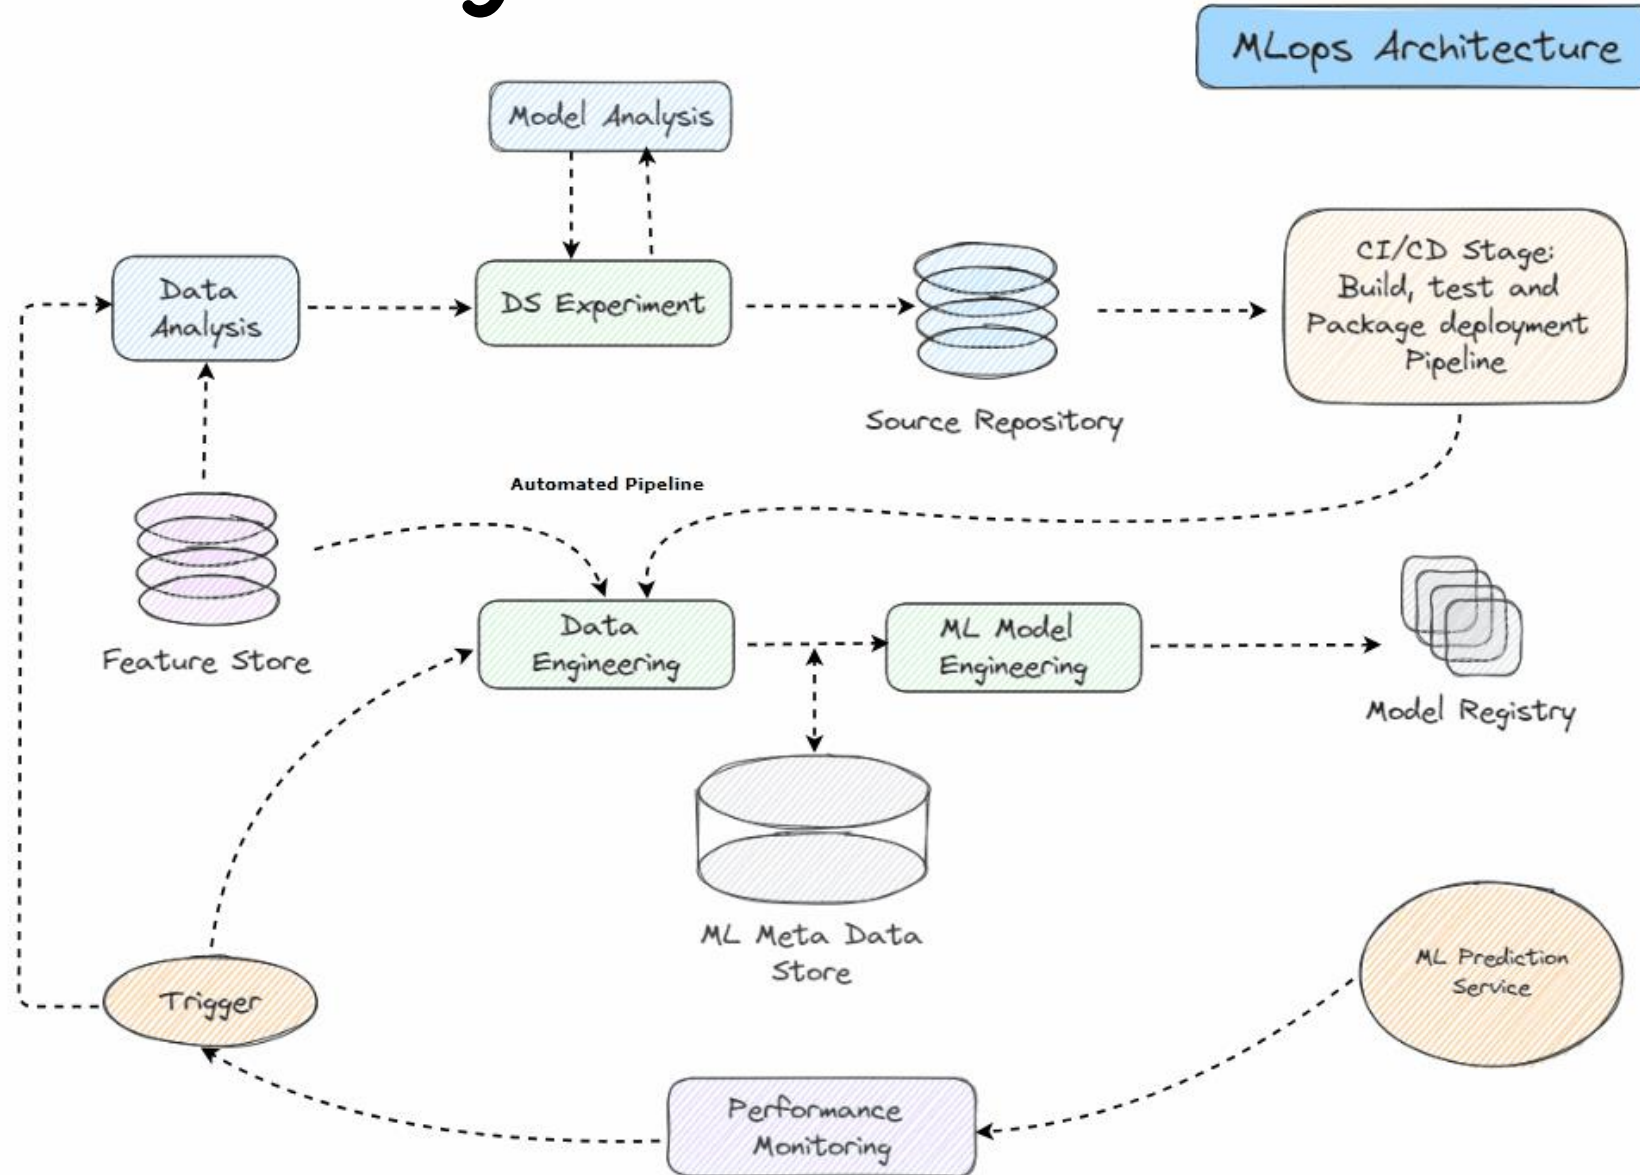 MLops Architecture
Model Analysis
Data
Analysis
DS Experiment
CI/CD Stage:
Build, test and
Package deployment
Pipeline
Source Repository
Automated Pipeline
Feature Store
Data
Engineering
ML Model
Engineering
Model Registry
ML Meta Data
Store
ML Prediction
Service
Trigger
Performance
Monitoring